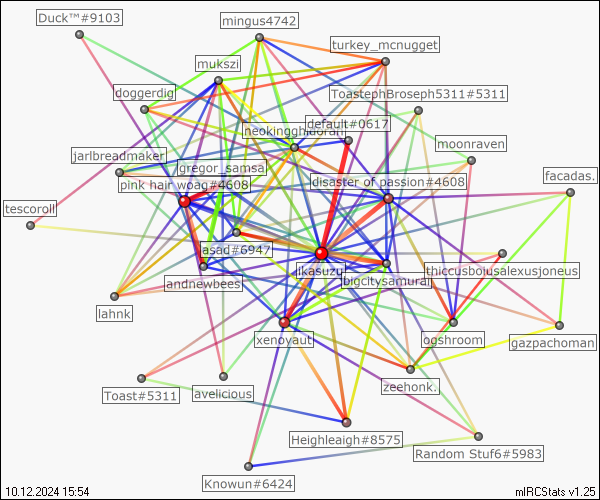 Duck™#9103
mingus4742
turkey_mcnugget
mukszi
ToastephBroseph5311#5311
doggerdig
default#0617
neokingghidorah
moonraven
jarlbreadmaker
gregor_samsa
pink hair woag#4608
disaster of passion#4608
facadas.
tescoroll
asad#6947
ikasuzu
thiccusboiusalexusjoneus
andnewbees
bigcitysamurai
lahnk
xenoyaut
ogshroom
gazpachoman
zeehonk.
Toast#5311
avelicious
Heighleaigh#8575
Random Stuf6#5983
Knowun#6424
10.12.2024 15:54
mIRCStats v1.25